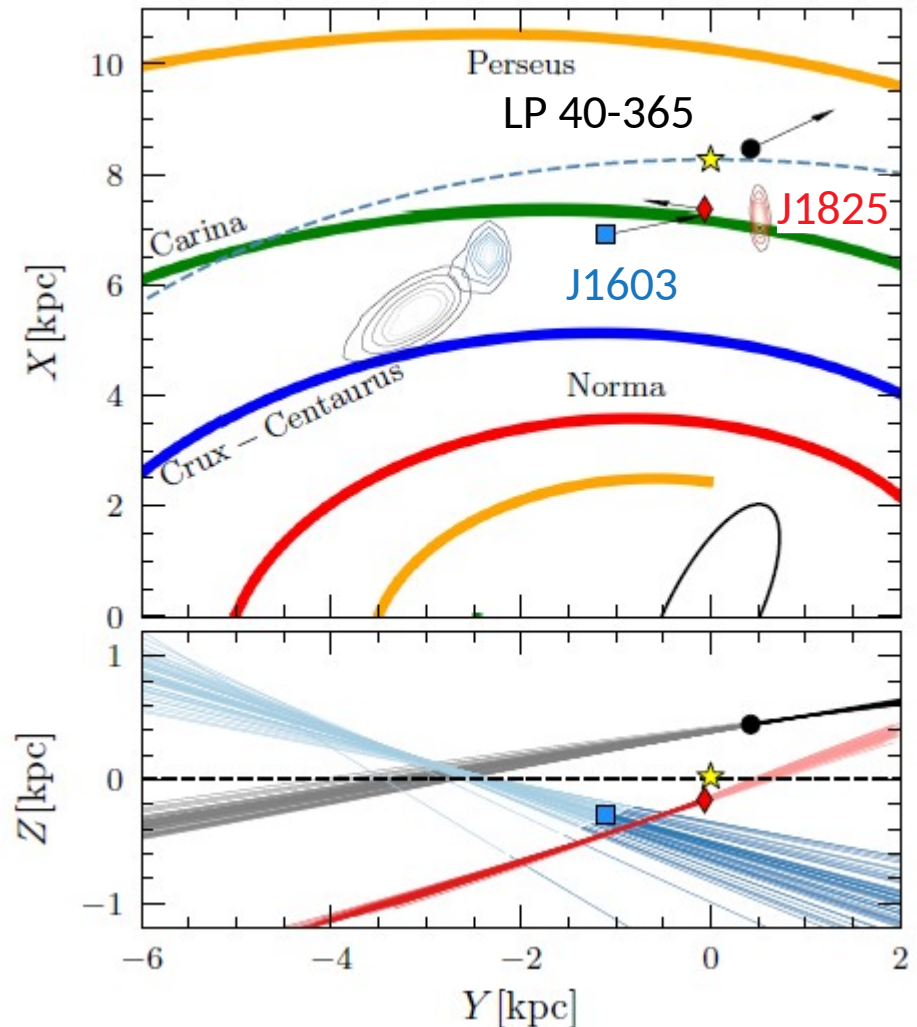 10
Perseus
LP 40-365
8
J1825
Carina
J1603
6
X [kpc]
4
Norma
Crux – Centaurus
2
0
1
Z [kpc]
0
−1
−6
−4
−2
0
2
Y [kpc]